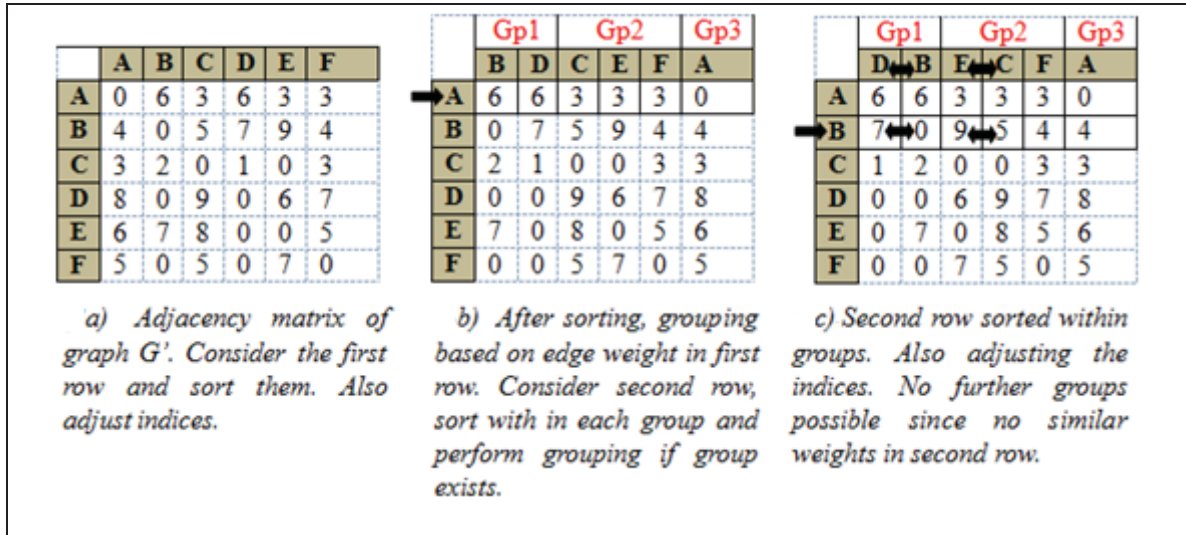 A B C D E F
A 0 6 3 6 3 3
B 4 0 5 7 9 4
C 3 2 0 1 0 3
D 8 0 9 0 6 7
E 6 7 8 0 0 5
F 5 0 5 0 7 0
a) Adjacency matrix of
graph G’. Consider the first
row and sort them. Also
adjust indices.
Gp1 Gp2 Gp3
B D C E F A
A 6 6 3 3 3 0
B 0 7 5 9 4 4
C 2 1 0 0 3 3
D 0 0 9 6 7 8
E 7 0 8 0 5 6
F 0 0 5 7 0 5
b) After sorting, grouping
based on edge weight in first
row. Consider second row,
sort with in each group and
perform grouping if group
exists.
Gp1 Gp2 Gp3
D B E C F A
A 6 6 3 3 3 0
B 7 0 9 5 4 4
C 1 2 0 0 3 3
D 0 0 6 9 7 8
E 0 7 0 8 5 6
F 0 0 7 5 0 5
c) Second row sorted within
groups. Also adjusting the
indices. No further groups
possible since no similar
weights in second row.